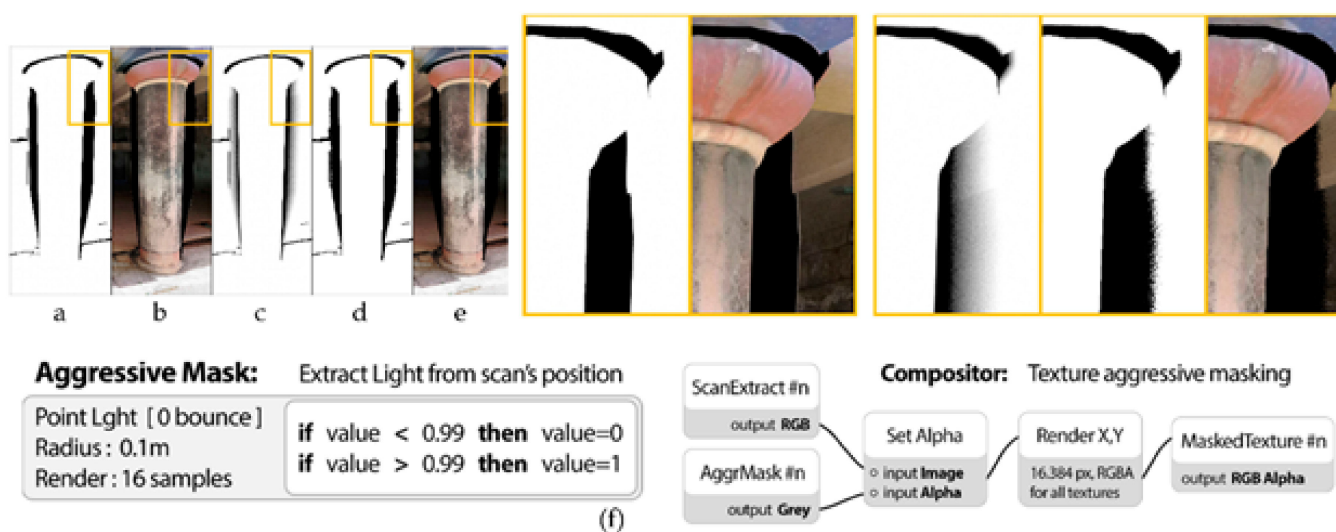 a
b
c
d
e
Aggressive Mask: Extract Light from scan's position
Point Lght [ 0 bounce ]
Radius : 0.1m
Render : 16 samples
if value < 0.99 then value=0
if value > 0.99 then value=1
(f)
Compositor: Texture aggressive masking
ScanExtract #n
output RGB
AggrMask #n
output Grey
Set Alpha
input Image
input Alpha
Render X,Y
16.384 px, RGBA
for all textures
MaskedTexture #n
output RGB Alpha